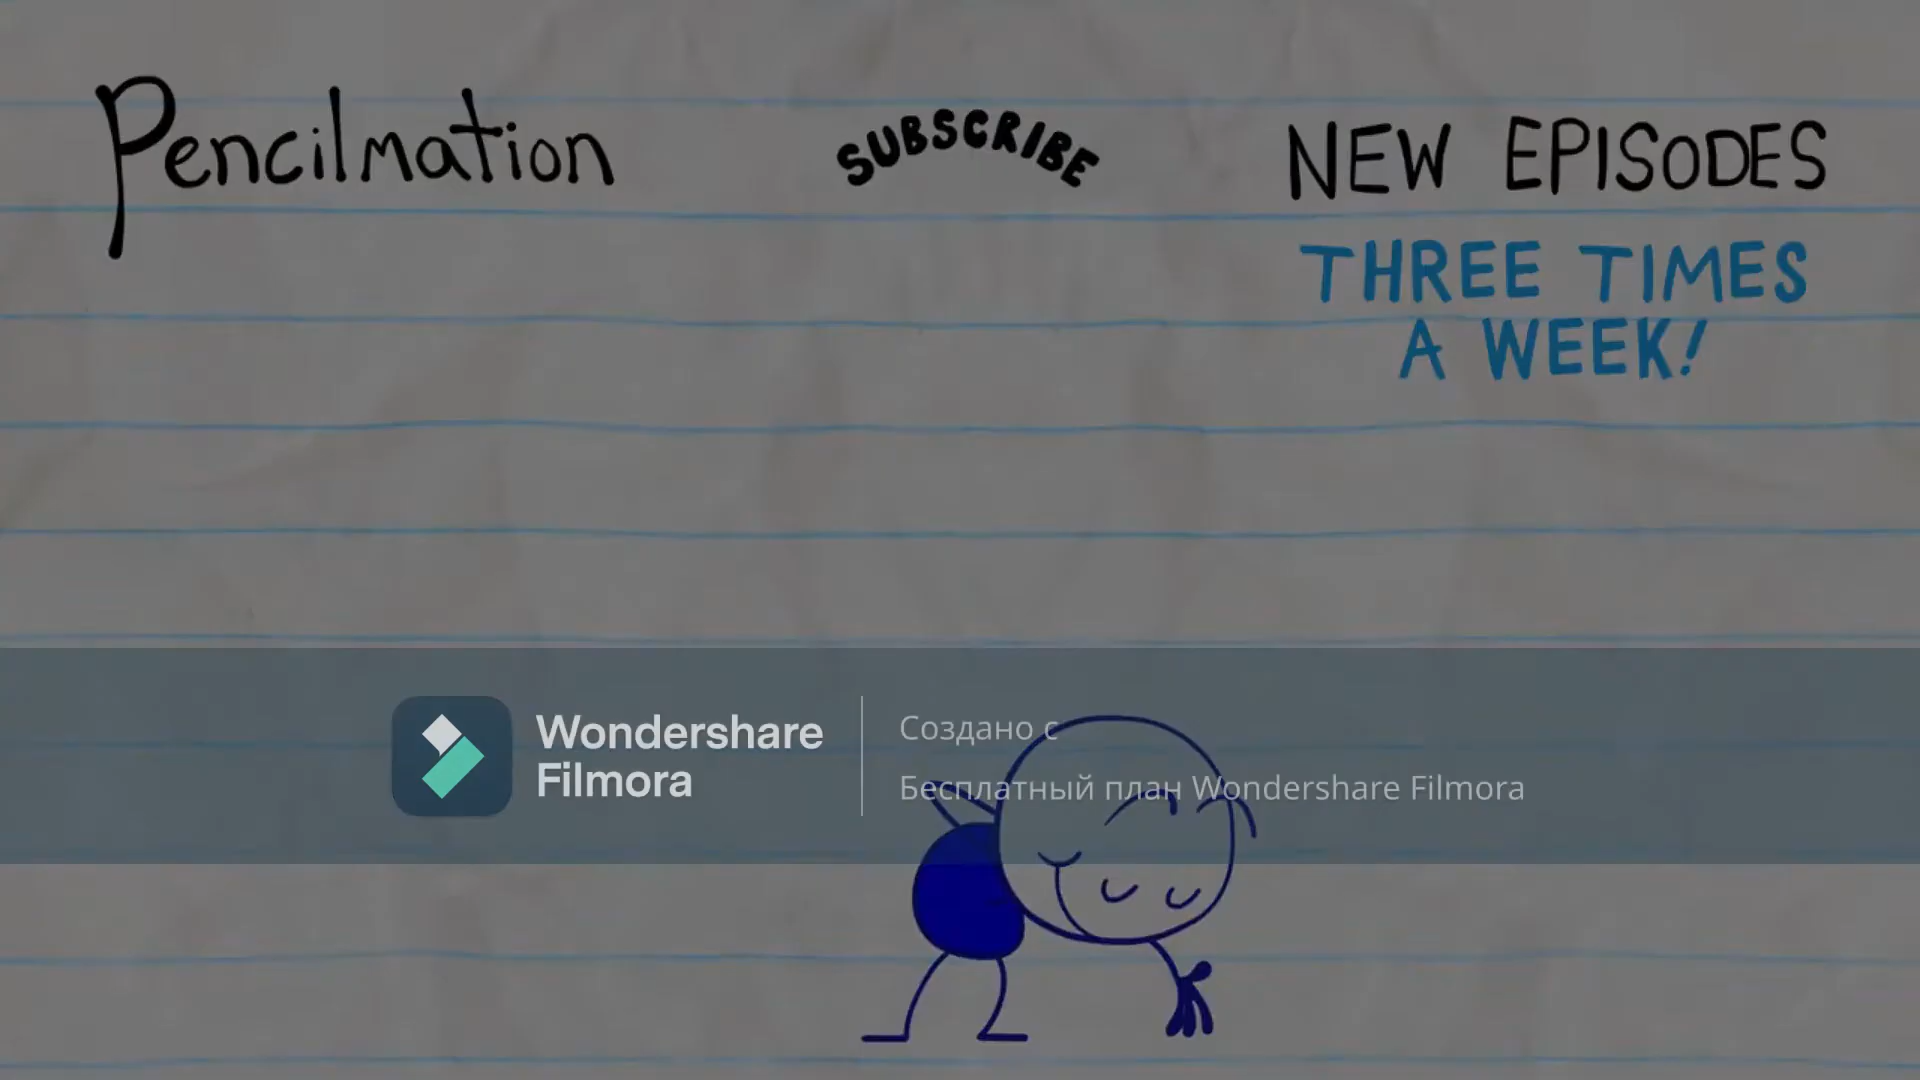 Pencilmation
SUBSCRIBE
NEW EPISODES
THREE TIMES
A WEEK!
Wondershare
Filmora
Создано с
Бесплатный план Wondershare Filmora